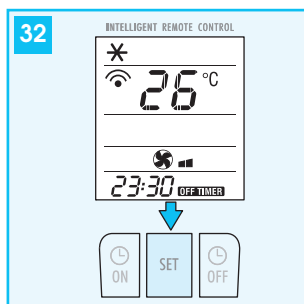 32
INTELLIGENT REMOTE CONTROL
26 °C
23:30 OFF TIMER
ON SET OFF